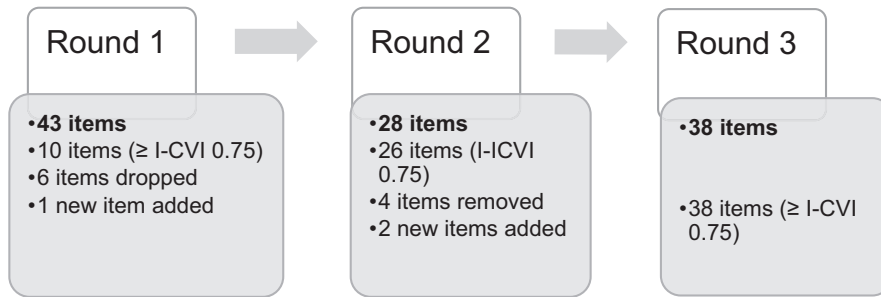 Round 1
•43 items
•10 items (≥ I-CVI 0.75)
•6 items dropped
•1 new item added
Round 2
•28 items
•26 items (I-ICVI
0.75)
•4 items removed
•2 new items added
Round 3
•38 items
•38 items (≥ I-CVI
0.75)